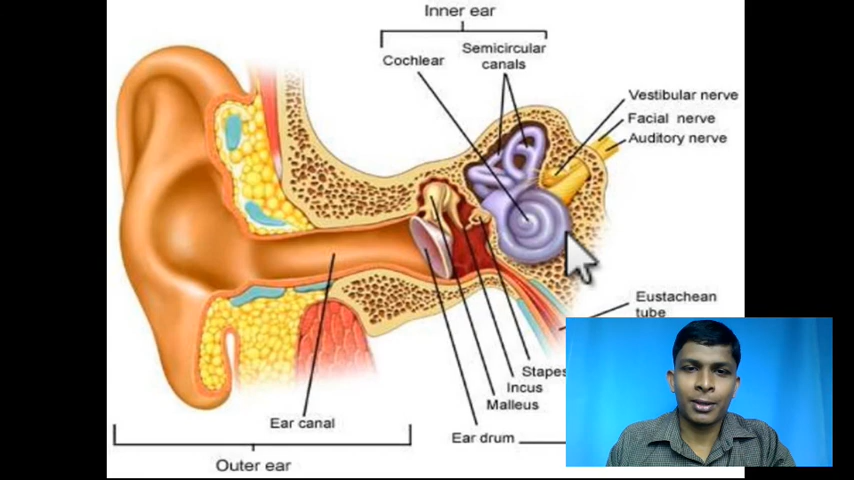 Inner ear
Semicircular
canals
Cochlear
Vestibular nerve
Facial nerve
Auditory nerve
Eustachean
tube
Stapes
Incus
Malleus
Ear canal
Ear drum
Outer ear